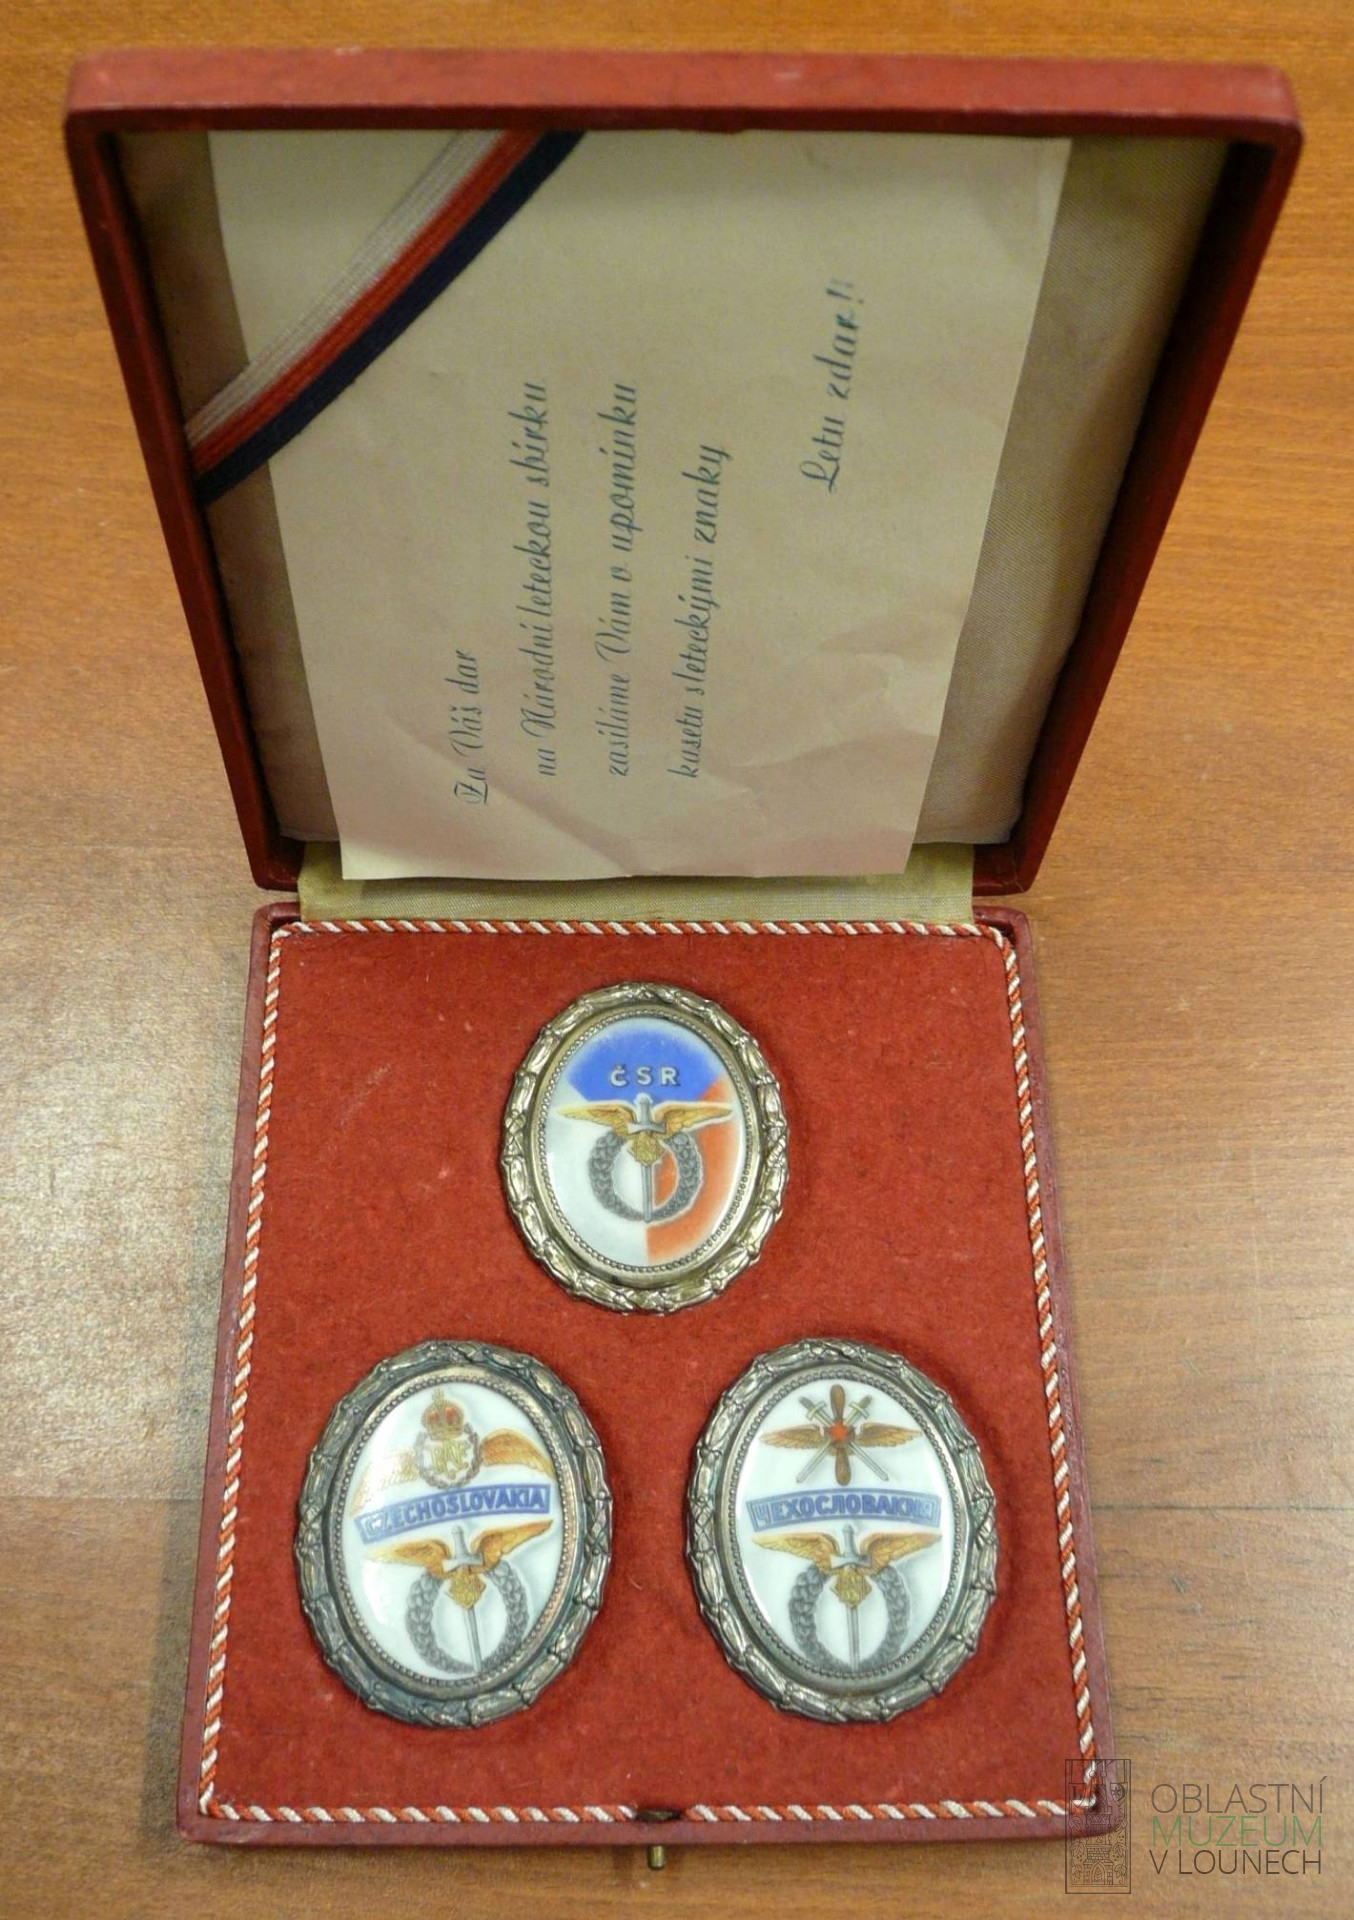 Za Váš dar
na Národní leteckou sbírku
zasíláme Vám v upomínku
kasetu s leteckými znaky
Letu zdar!!
ČSR
CZECHOSLOVAKIA
ЧЕХОСЛОВАКИЯ
OBLASTNÍ
MUZEUM
V LOUNECH